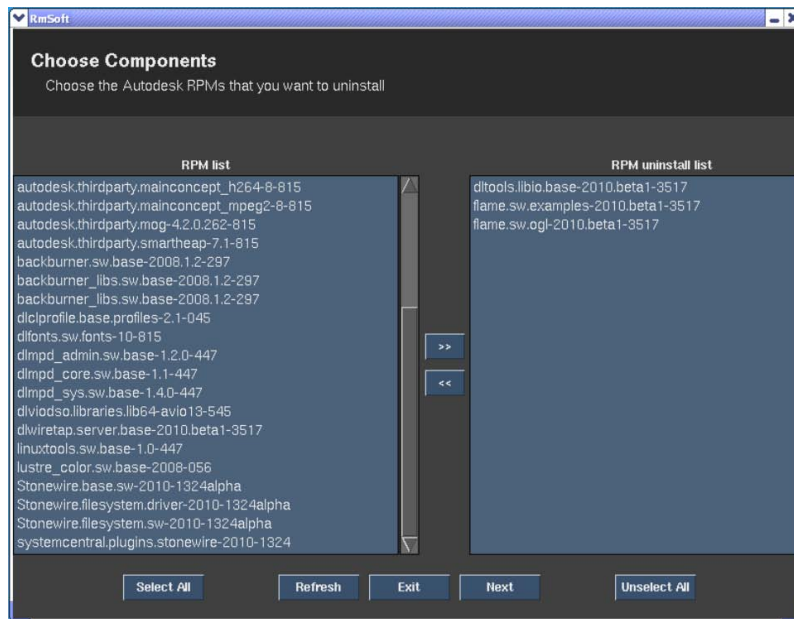 RmSoft
Choose Components
Choose the Autodesk RPMs that you want to uninstall
RPM list
autodesk.thirdparty.mainconcept_h264-8-815
autodesk.thirdparty.mainconcept_mpeg2-8-815
autodesk.thirdparty.mog-4.2.0.262-815
autodesk.thirdparty.smartheap-7.1-815
backburner.sw.base-2008.1.2-297
backburner_libs.sw.base-2008.1.2-297
backburner_libs.sw.base-2008.1.2-297
dlclprofile.base.profiles-2.1-045
dlfonts.sw.fonts-10-815
dlmpd_admin.sw.base-1.2.0-447
dlmpd_core.sw.base-1.1-447
dlmpd_sys.sw.base-1.4.0-447
dlviodso.libraries.lib64-avio13-545
dlwiretap.server.base-2010.beta1-3517
linuxtools.sw.base-1.0-447
lustre_color.sw.base-2008-056
Stonewire.base.sw-2010-1324alpha
Stonewire.filesystem.driver-2010-1324alpha
Stonewire.filesystem.sw-2010-1324alpha
systemcentral.plugins.stonewire-2010-1324
>>
<<
RPM uninstall list
dltools.libio.base-2010.beta1-3517
flame.sw.examples-2010.beta1-3517
flame.sw.ogl-2010.beta1-3517
Select All
Refresh
Exit
Next
Unselect All